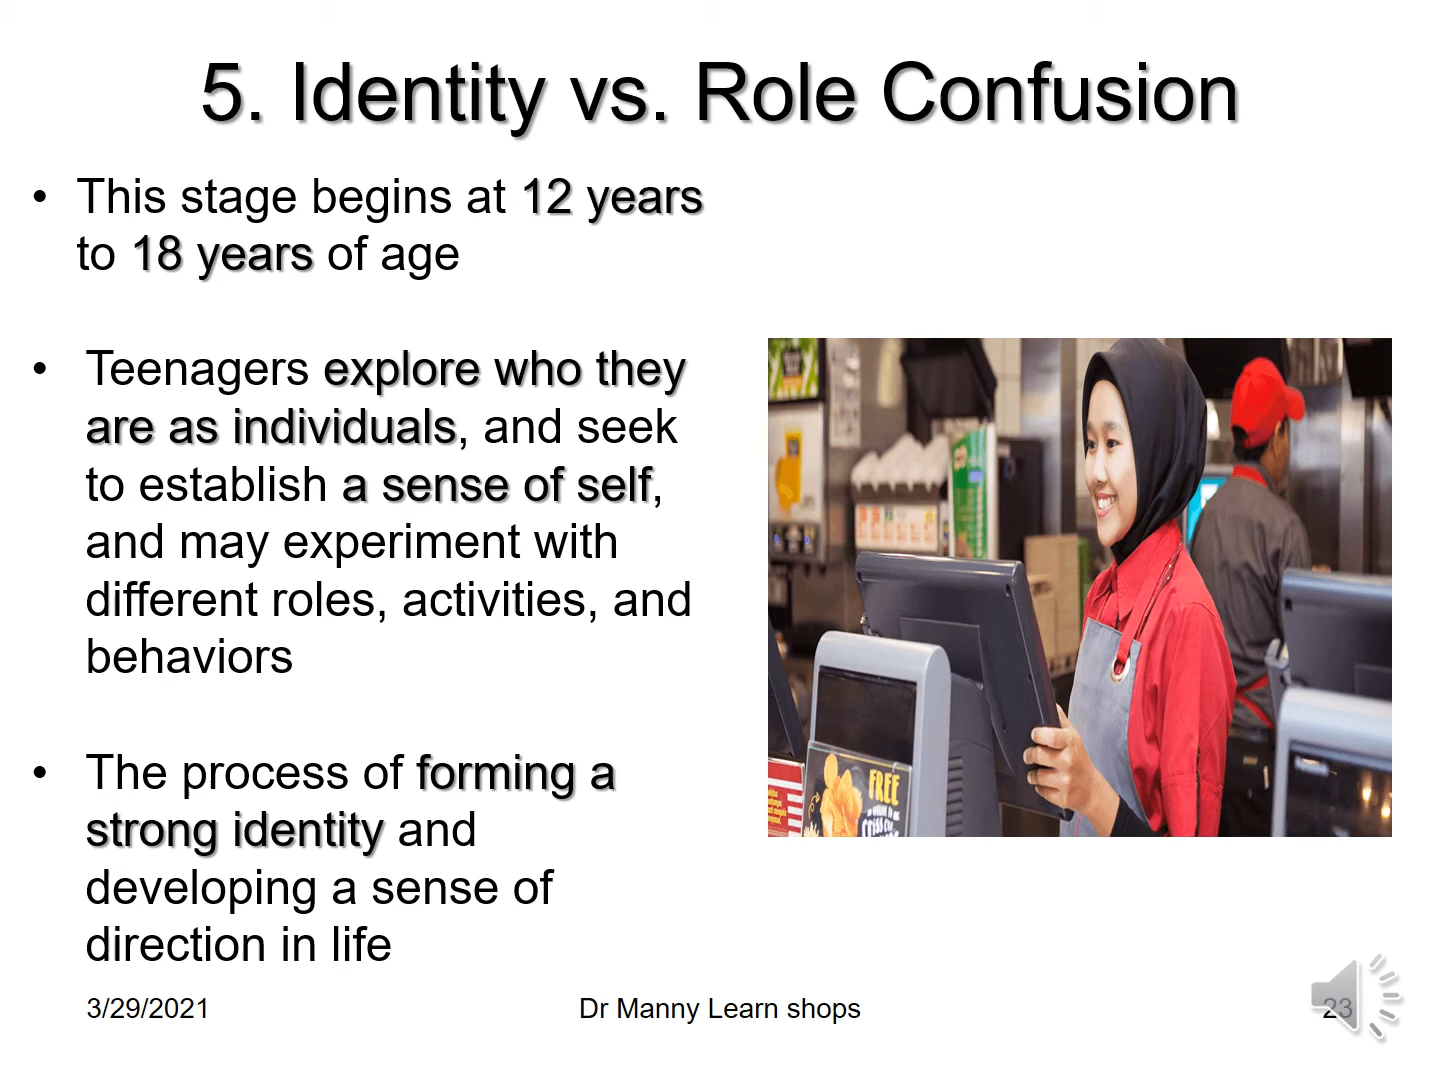 5. Identity vs. Role Confusion
• This stage begins at 12 years
to 18 years of age
• Teenagers explore who they
are as individuals, and seek
to establish a sense of self,
and may experiment with
different roles, activities, and
behaviors
• The process of forming a
strong identity and
developing a sense of
direction in life
FREE
3/29/2021
Dr Manny Learn shops
23